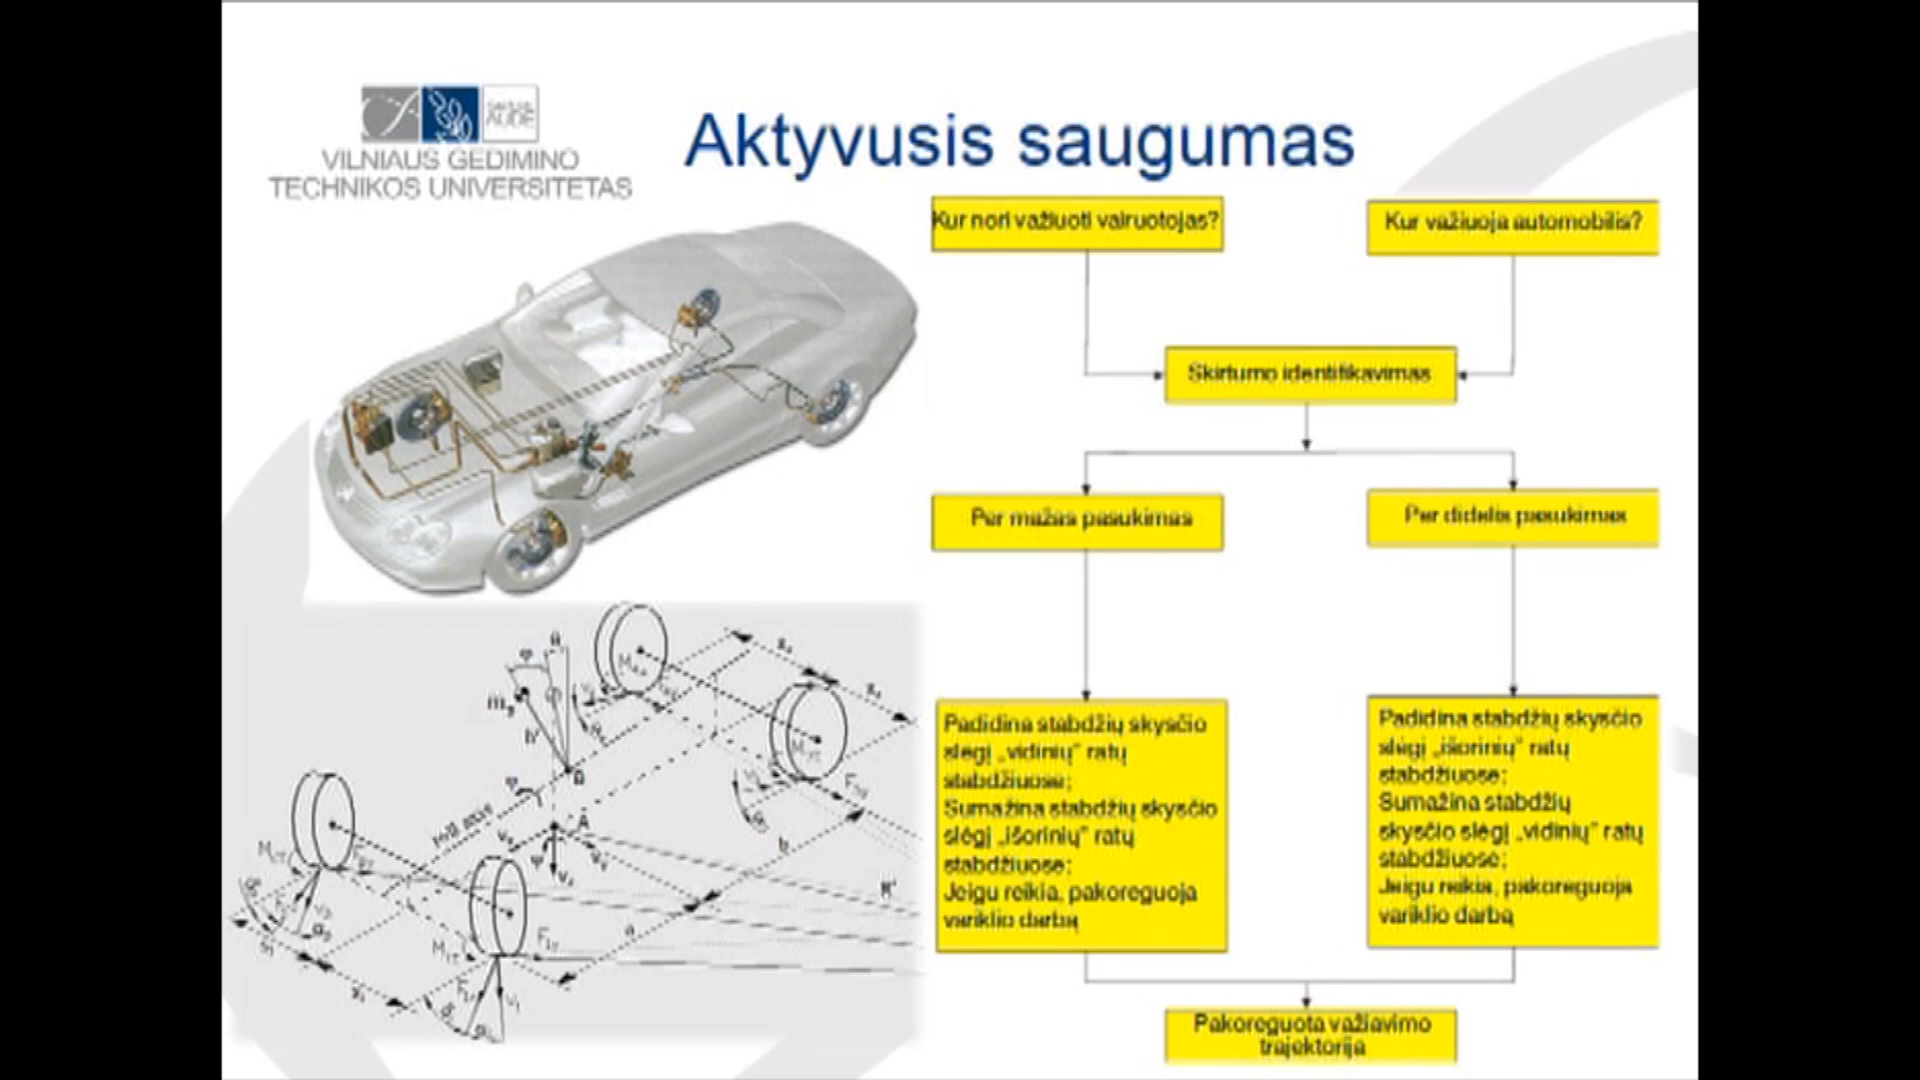 VILNIAUS GEDIMINO
TECHNIKOS UNIVERSITETAS
Aktyvusis saugumas
Kur nori važiuoti vairuotojas?
Kur važiuoja automobilis?
Skirtumo identifikavimas
Per mažas pasukimas
Per didelis pasukimas
Padidina stabdžių skysčio
slėgį „vidinių" ratų
stabdžiuose;
Sumažina stabdžių skysčio
slėgį „išorinių" ratų
stabdžiuose;
Jeigu reikia, pakoreguoja
variklio darbą
Padidina stabdžių skysčio
slėgį „išorinių" ratų
stabdžiuose;
Sumažina stabdžių
skysčio slėgį „vidinių" ratų
stabdžiuose;
Jeigu reikia, pakoreguoja
variklio darbą
Pakoreguota važiavimo
trajektorija